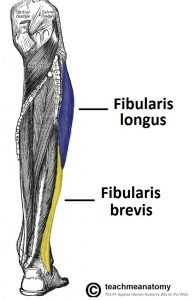 Fibularis
longus
Fibularis
brevis
© teachmeanatomy
The #1 Applied Human Anatomy Site on the Web.